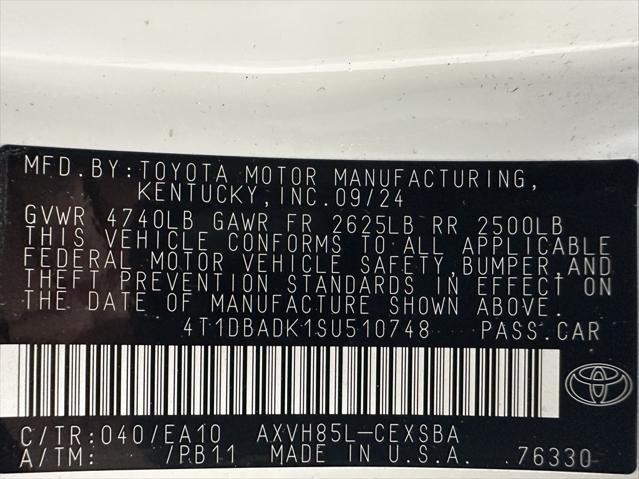 MFD. BY: TOYOTA MOTOR MANUFACTURING,
KENTUCKY, INC. 09/24
GVWR 4740LB GAWR FR 2625LB RR 2500LB
THIS VEHICLE CONFORMS TO ALL APPLICABLE
FEDERAL MOTOR VEHICLE SAFETY, BUMPER, AND
THEFT PREVENTION STANDARDS IN EFFECT ON
THE DATE OF MANUFACTURE SHOWN ABOVE.
4T1DBADK1SU510748 PASS. CAR
C/TR: 040/EA10 AXVH85L-CEXSBA
A/TM: /PB11 MADE IN U.S.A. 76330